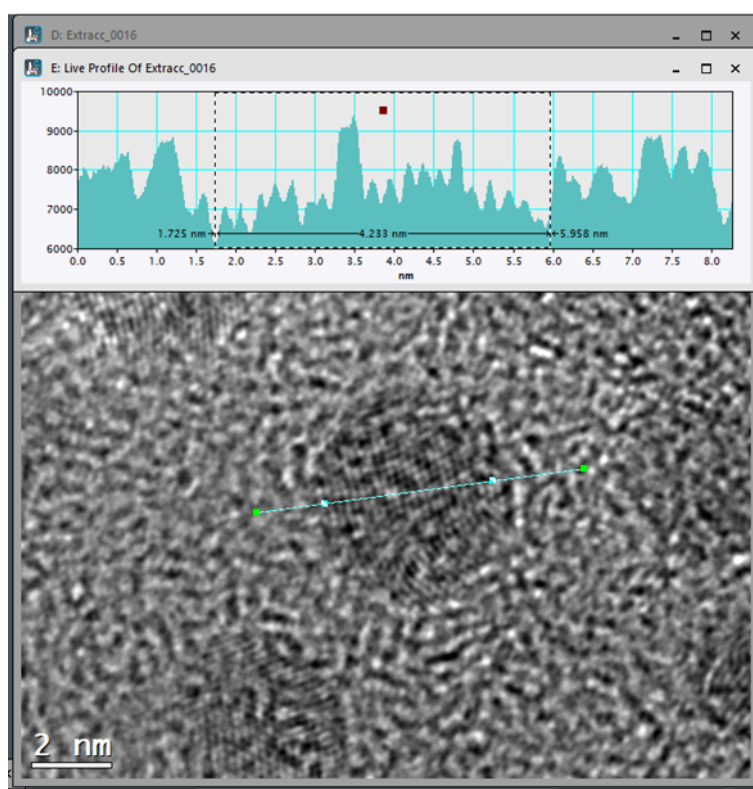 D: Extracc_0016
E: Live Profile Of Extracc_0016
10000
9000
8000
7000
6000
1.725 nm
4.233 nm
5.958 nm
0.0 0.5 1.0 1.5 2.0 2.5 3.0 3.5 4.0 4.5 5.0 5.5 6.0 6.5 7.0 7.5 8.0
nm
2 nm